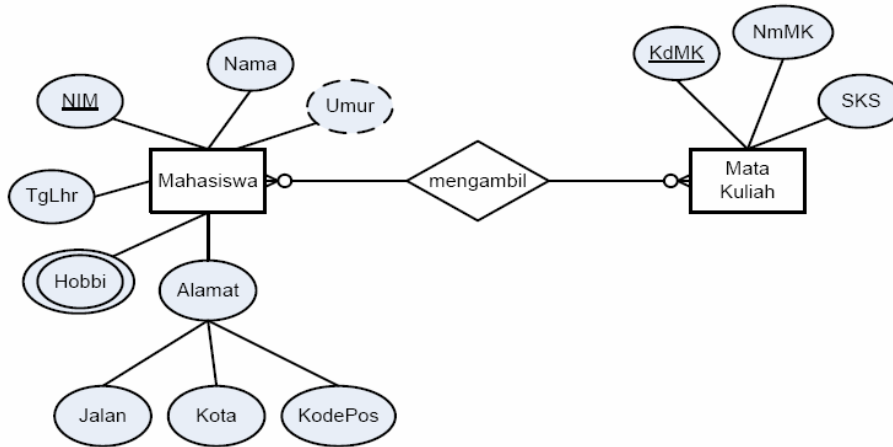 KdMK
NmMK
Nama
NIM
Umur
SKS
Mahasiswa
mengambil
Mata
Kuliah
TgLhr
Hobbi
Alamat
Jalan
Kota
KodePos